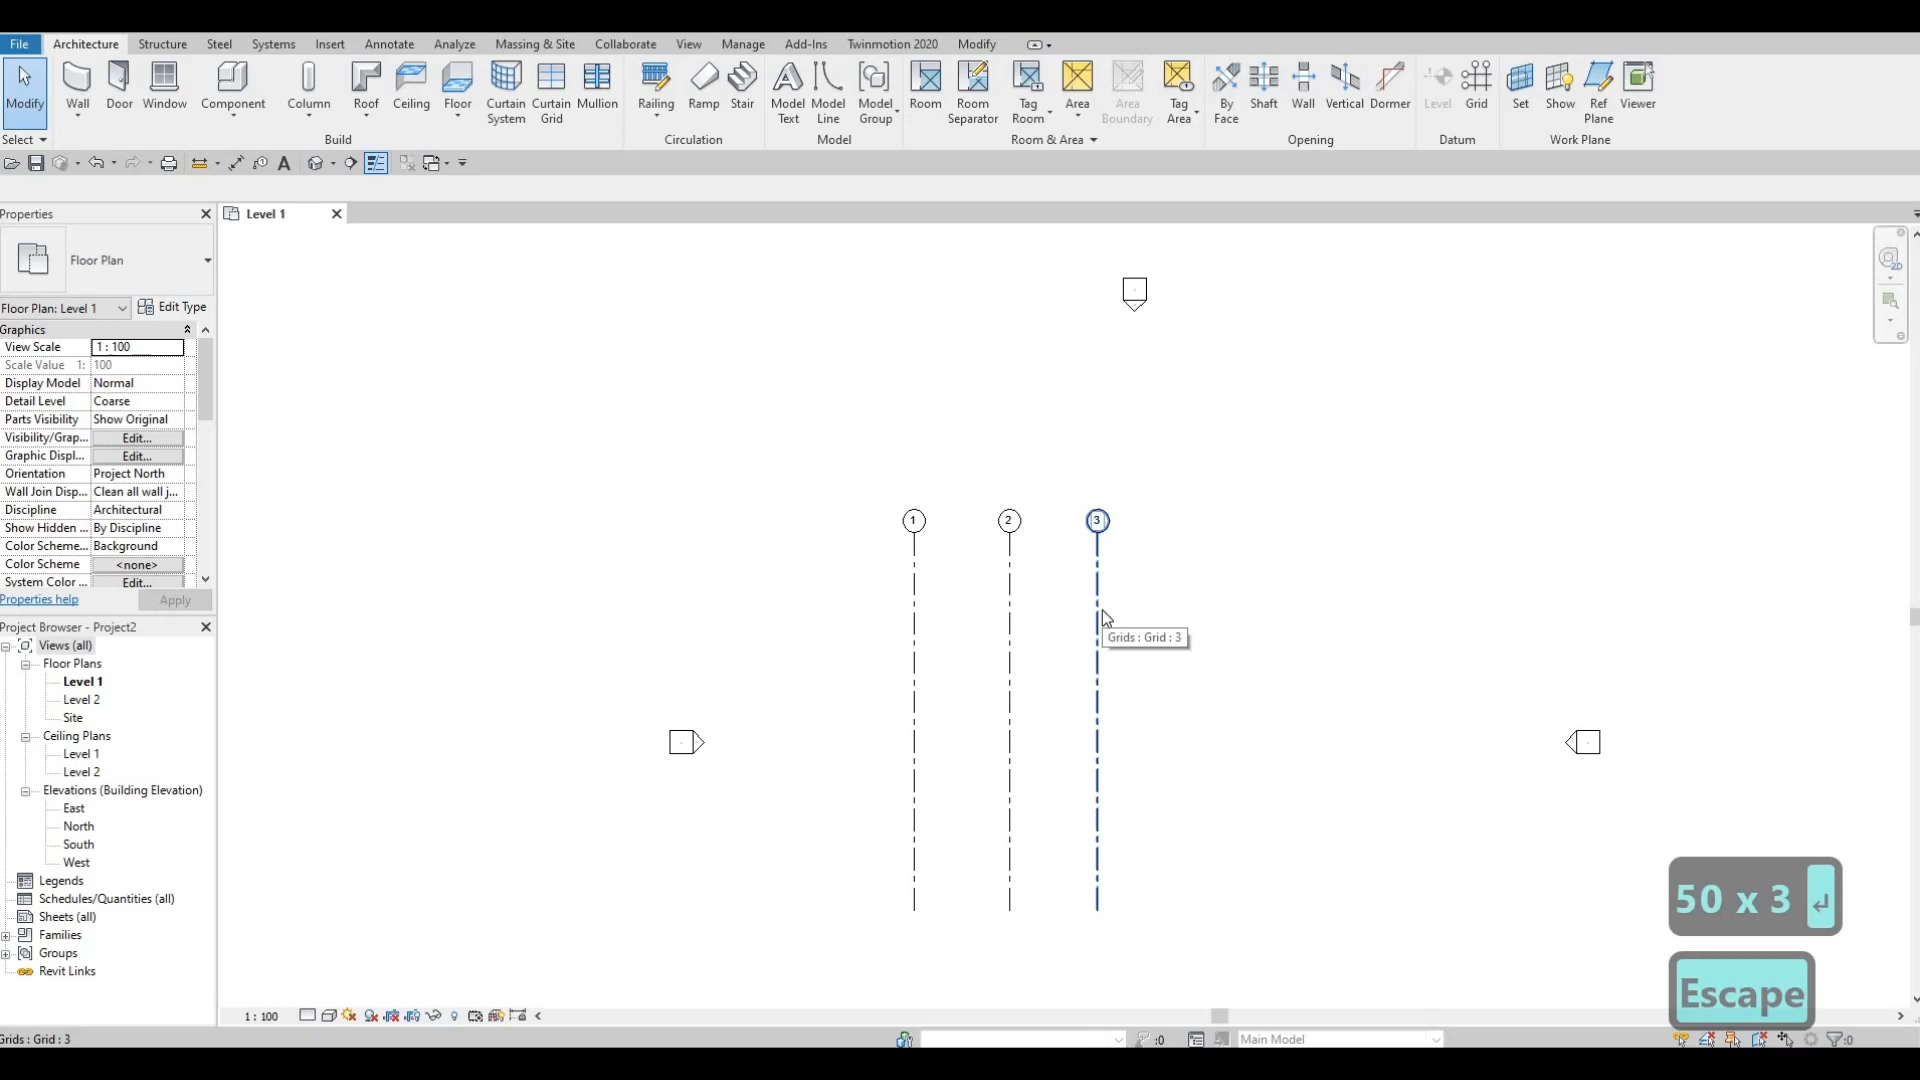 File Architecture Structure Steel Systems Insert Annotate Analyze Massing & Site Collaborate View Manage Add-Ins Twinmotion 2020 Modify
Modify Wall Door Window Component Column Roof Ceiling Floor Curtain System Curtain Grid Mullion Railing Ramp Stair Model Text Model Line Model Group Room Room Separator Tag Room Area Area Boundary Tag Area By Face Shaft Wall Vertical Dormer Level Grid Set Show Ref Plane Viewer
Select Build Circulation Model Room & Area Opening Datum Work Plane
Properties
Level 1
Floor Plan
2D
Floor Plan: Level 1 Edit Type
Graphics
View Scale 1 : 100
Scale Value 1: 100
Display Model Normal
Detail Level Coarse
Parts Visibility Show Original
Visibility/Grap... Edit...
Graphic Displ... Edit...
Orientation Project North
Wall Join Disp... Clean all wall j...
Discipline Architectural
Show Hidden ... By Discipline
Color Scheme... Background
Color Scheme <none>
System Color ... Edit...
Properties help Apply
1 2 3
Grids : Grid : 3
Project Browser - Project2
Views (all)
Floor Plans
Level 1
Level 2
Site
Ceiling Plans
Level 1
Level 2
Elevations (Building Elevation)
East
North
South
West
Legends
Schedules/Quantities (all)
Sheets (all)
Families
Groups
Revit Links
50 x 3
Escape
1 : 100
Grids : Grid : 3
:0
Main Model
:0